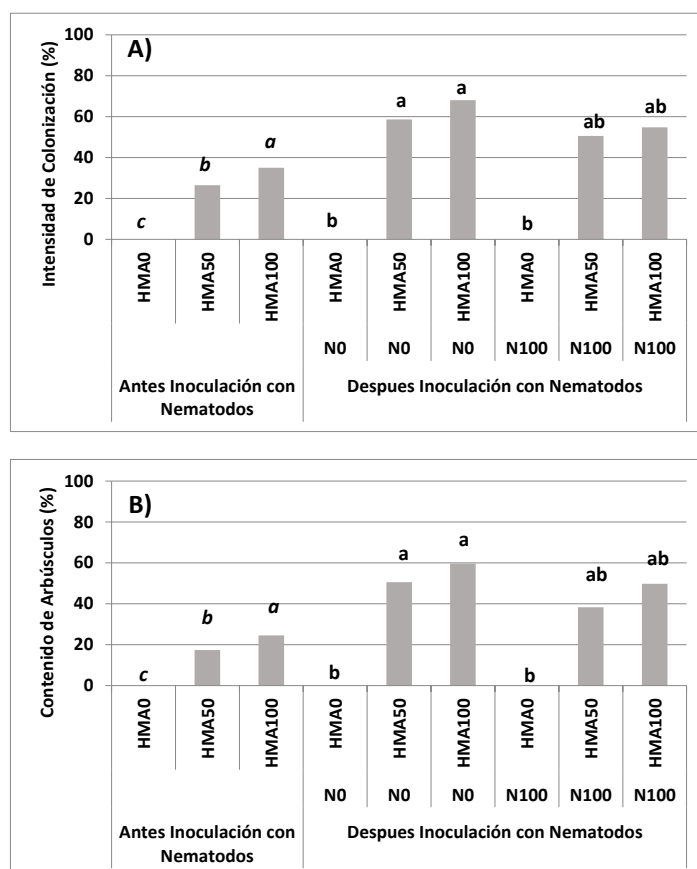 A)
Intensidad de Colonización (%)
100
80
60
40
20
0
c b a b a a b ab ab
HMA0 HMA50 HMA100 HMA0 HMA50 HMA100 HMA0 HMA50 HMA100
N0 N0 N0 N100 N100 N100
Antes Inoculación con Despues Inoculación con Nematodos
Nematodos
B)
Contenido de Arbúsculos (%)
100
80
60
40
20
0
c b a b a a b ab ab
HMA0 HMA50 HMA100 HMA0 HMA50 HMA100 HMA0 HMA50 HMA100
N0 N0 N0 N100 N100 N100
Antes Inoculación con Despues Inoculación con Nematodos
Nematodos